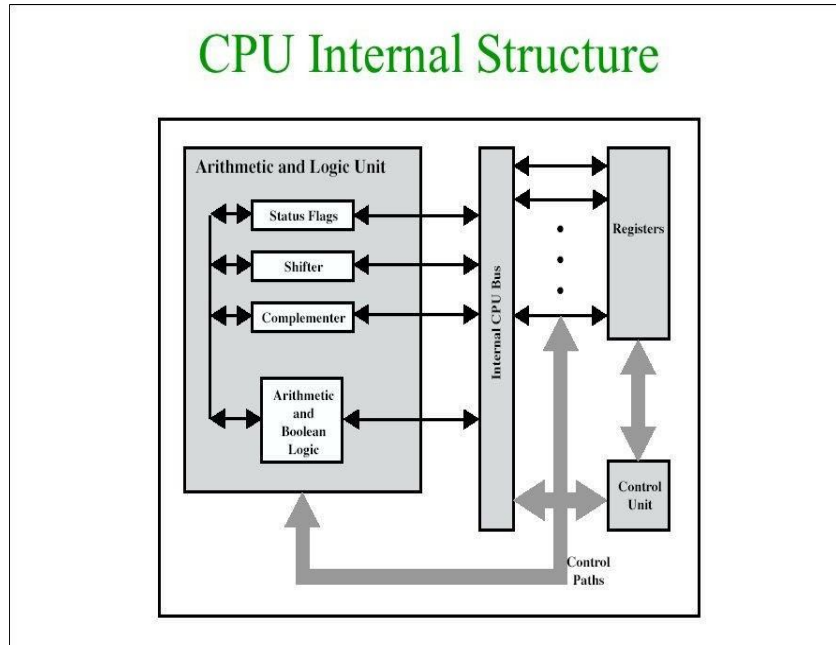 CPU Internal Structure
Arithmetic and Logic Unit
Status Flags
Shifter
Complementer
Arithmetic
and
Boolean
Logic
Internal CPU Bus
Registers
Control
Unit
Control
Paths